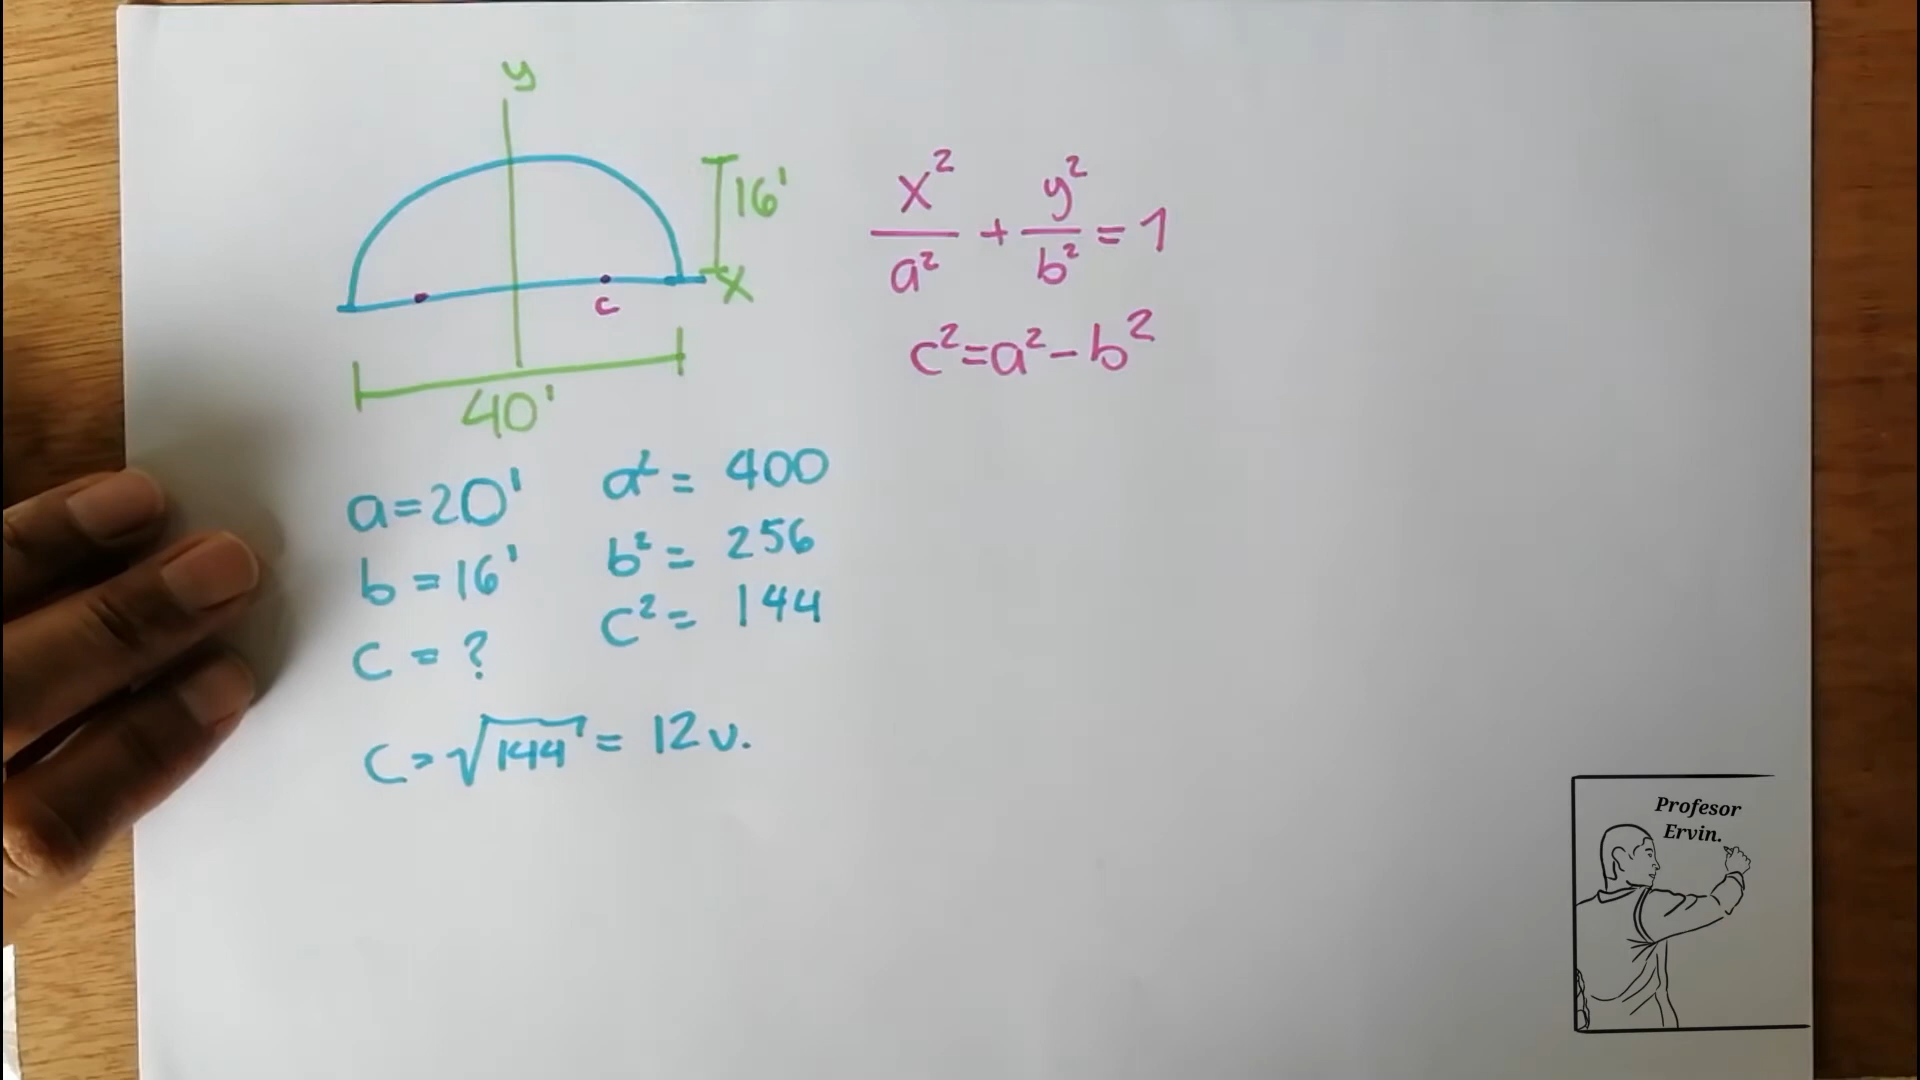 y
16'
x
c
40'
x²/a² + y²/b² = 1
c²=a²-b²
a=20'
b=16'
c=?
a²= 400
b²= 256
c²= 144
c=√144 = 12u.
Profesor
Ervin.